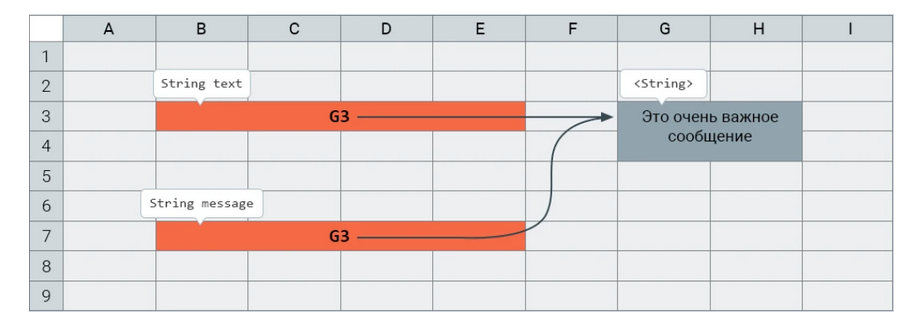 A B C D E F G H I
1
2 String text <String>
3 G3 Это очень важное
4 сообщение
5
6 String message
7 G3
8
9